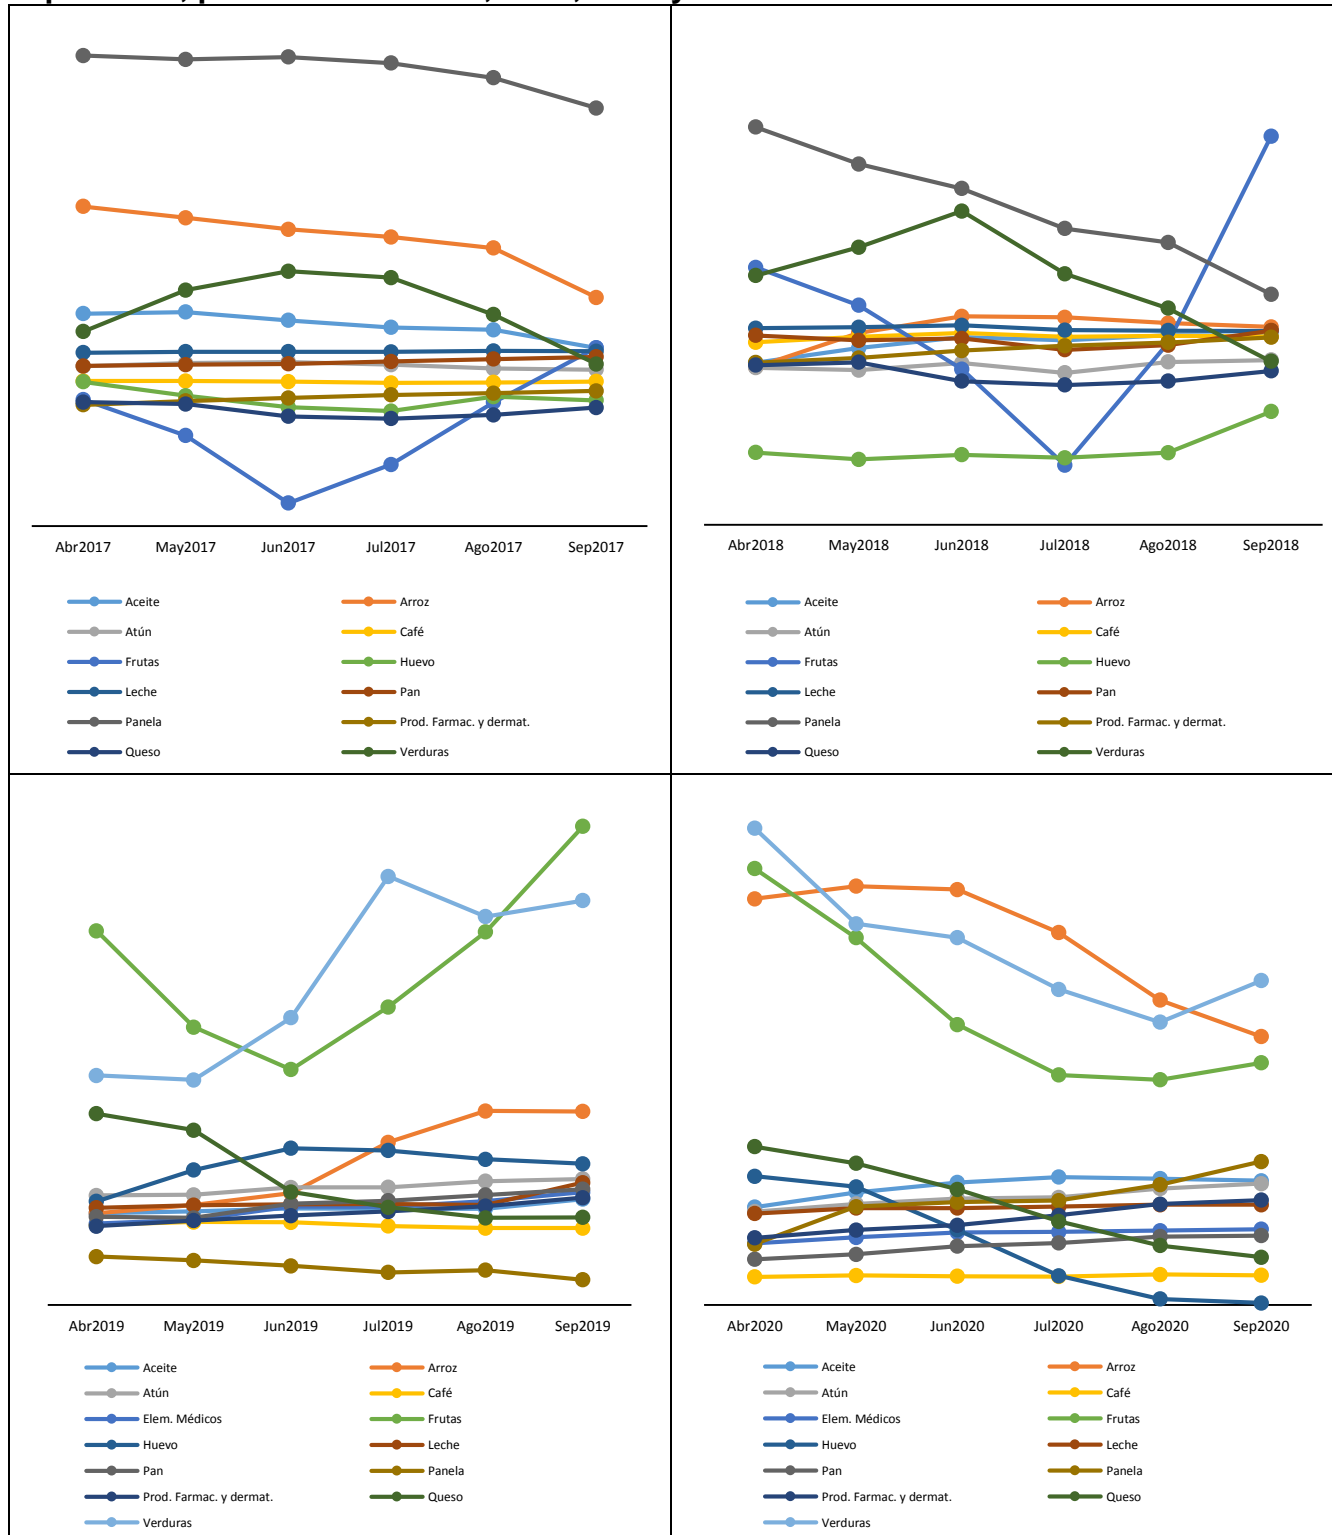 Abr2017 May2017 Jun2017 Jul2017 Ago2017 Sep2017
Aceite Arroz
Atún Café
Frutas Huevo
Leche Pan
Panela Prod. Farmac. y dermat.
Queso Verduras
Abr2018 May2018 Jun2018 Jul2018 Ago2018 Sep2018
Aceite Arroz
Atún Café
Frutas Huevo
Leche Pan
Panela Prod. Farmac. y dermat.
Queso Verduras
Abr2019 May2019 Jun2019 Jul2019 Ago2019 Sep2019
Aceite Arroz
Atún Café
Elem. Médicos Frutas
Huevo Leche
Pan Panela
Prod. Farmac. y dermat. Queso
Verduras
Abr2020 May2020 Jun2020 Jul2020 Ago2020 Sep2020
Aceite Arroz
Atún Café
Elem. Médicos Frutas
Huevo Leche
Pan Panela
Prod. Farmac. y dermat. Queso
Verduras